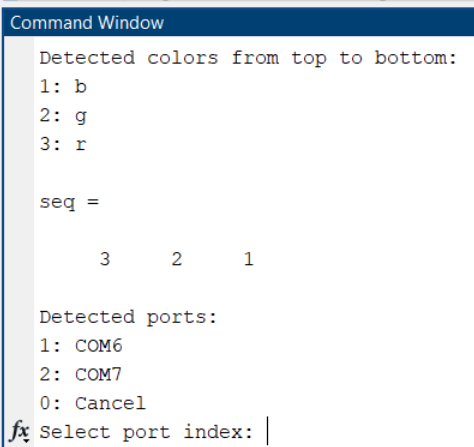 Command Window
Detected colors from top to bottom:
1: b
2: g
3: r
seq =
3 2 1
Detected ports:
1: COM6
2: COM7
0: Cancel
fx Select port index: